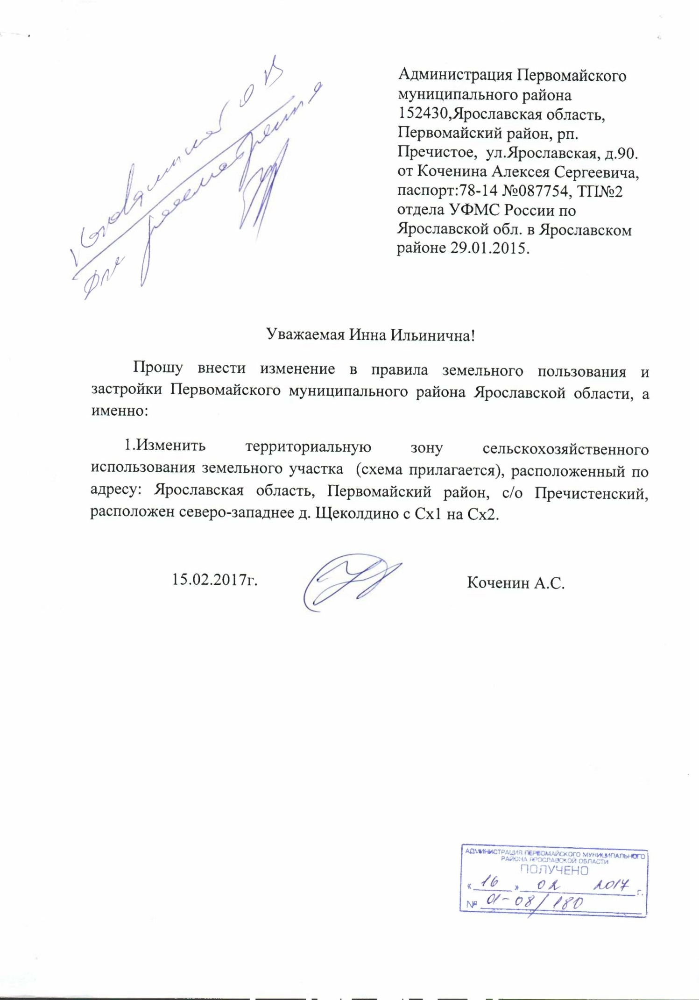 Администрация Первомайского
муниципального района
152430,Ярославская область,
Первомайский район, рп.
Пречистое, ул.Ярославская, д.90.
от Коченина Алексея Сергеевича,
паспорт:78-14 №087754, ТП№2
отдела УФМС России по
Ярославской обл. в Ярославском
районе 29.01.2015.
для рассмотрения
Уважаемая Инна Ильинична!
Прошу внести изменение в правила земельного пользования и
застройки Первомайского муниципального района Ярославской области, а
именно:
1.Изменить территориальную зону сельскохозяйственного
использования земельного участка (схема прилагается), расположенный по
адресу: Ярославская область, Первомайский район, с/о Пречистенский,
расположен северо-западнее д. Щеколдино с Сх1 на Сх2.
15.02.2017г. Коченин А.С.
АДМИНИСТРАЦИЯ ПЕРВОМАЙСКОГО МУНИЦИПАЛЬНОГО
РАЙОНА ЯРОСЛАВСКОЙ ОБЛАСТИ
ПОЛУЧЕНО
« 16 » 02 2017 г.
№ 01-08/180